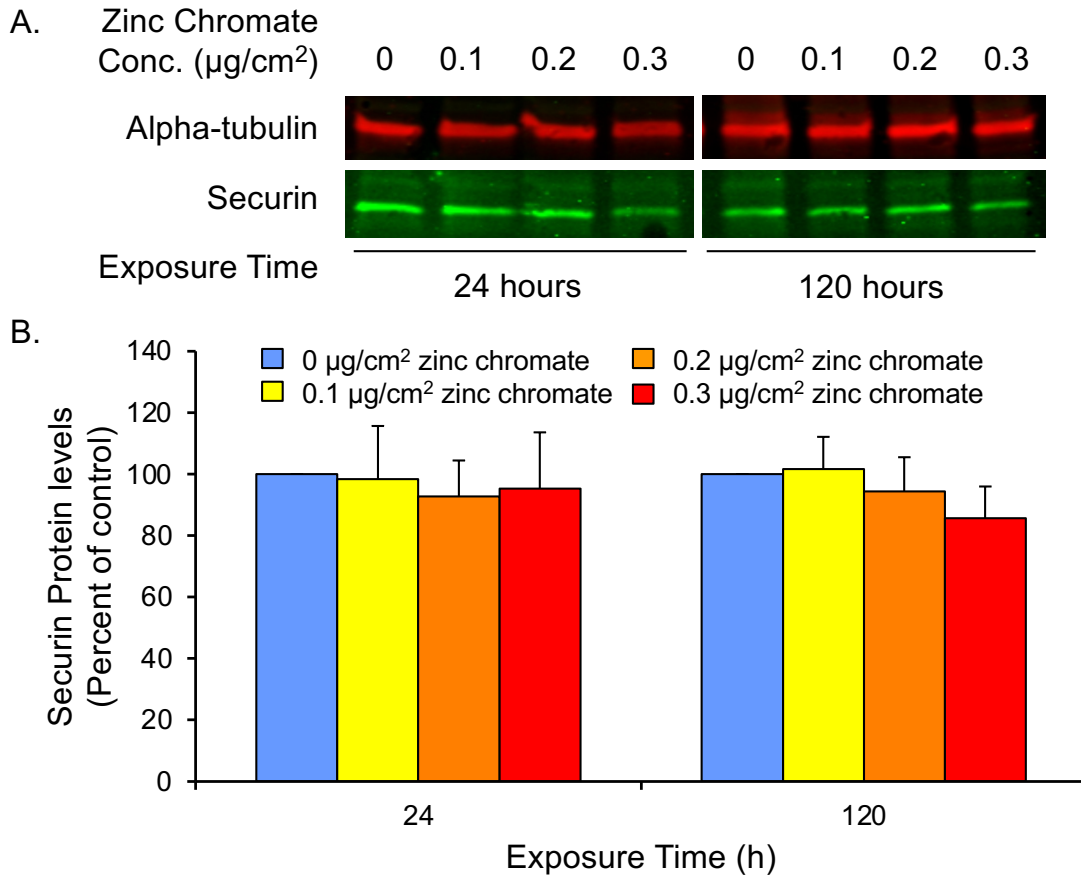 A.
Zinc Chromate
Conc. (µg/cm²) 0 0.1 0.2 0.3 0 0.1 0.2 0.3
Alpha-tubulin
Securin
Exposure Time 24 hours 120 hours
B.
Securin Protein levels
(Percent of control)
140
120
100
80
60
40
20
0
0 µg/cm² zinc chromate 0.2 µg/cm² zinc chromate
0.1 µg/cm² zinc chromate 0.3 µg/cm² zinc chromate
24 120
Exposure Time (h)